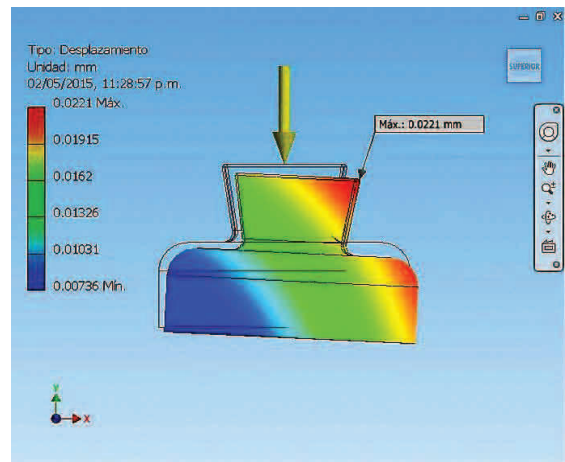 Tipo: Desplazamiento
Unidad: mm
02/05/2015, 11:28:57 p.m.
0.0221 Máx.
0.01915
0.0162
0.01326
0.01031
0.00736 Mín.
Máx.: 0.0221 mm
SUPERIOR
Y
X